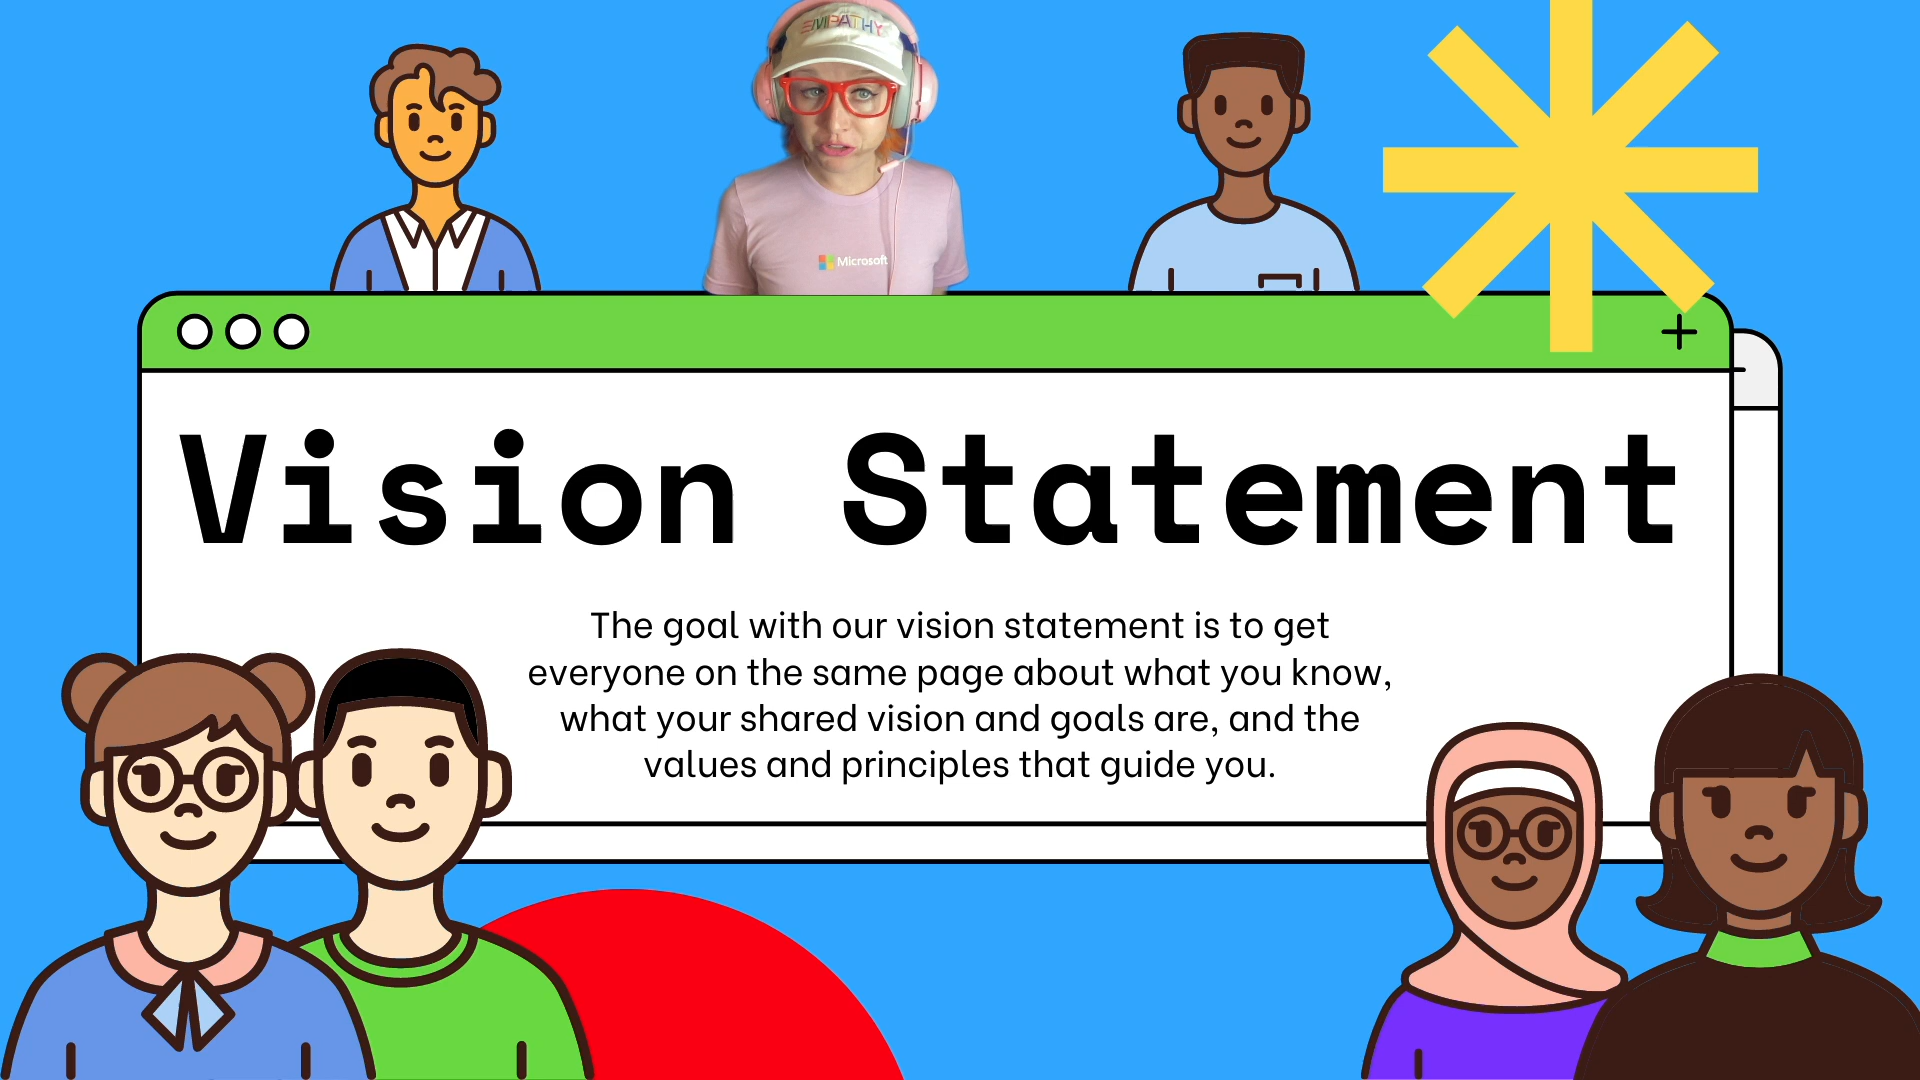 EMPATHY
Microsoft
Vision Statement
The goal with our vision statement is to get
everyone on the same page about what you know,
what your shared vision and goals are, and the
values and principles that guide you.